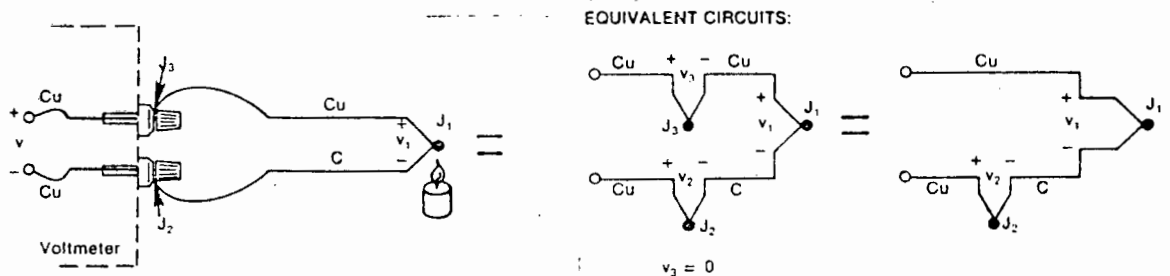 EQUIVALENT CIRCUITS:
J₃
Cu
+
v
−
Cu
J₂
Voltmeter
Cu
+
v₁
−
J₁
C
=
Cu
+ v₃ −
Cu
J₃
+
v₁
−
J₁
+ v₂ −
Cu
C
J₂
v₃ = 0
=
Cu
+
v₁
−
J₁
+ v₂ −
Cu
C
J₂